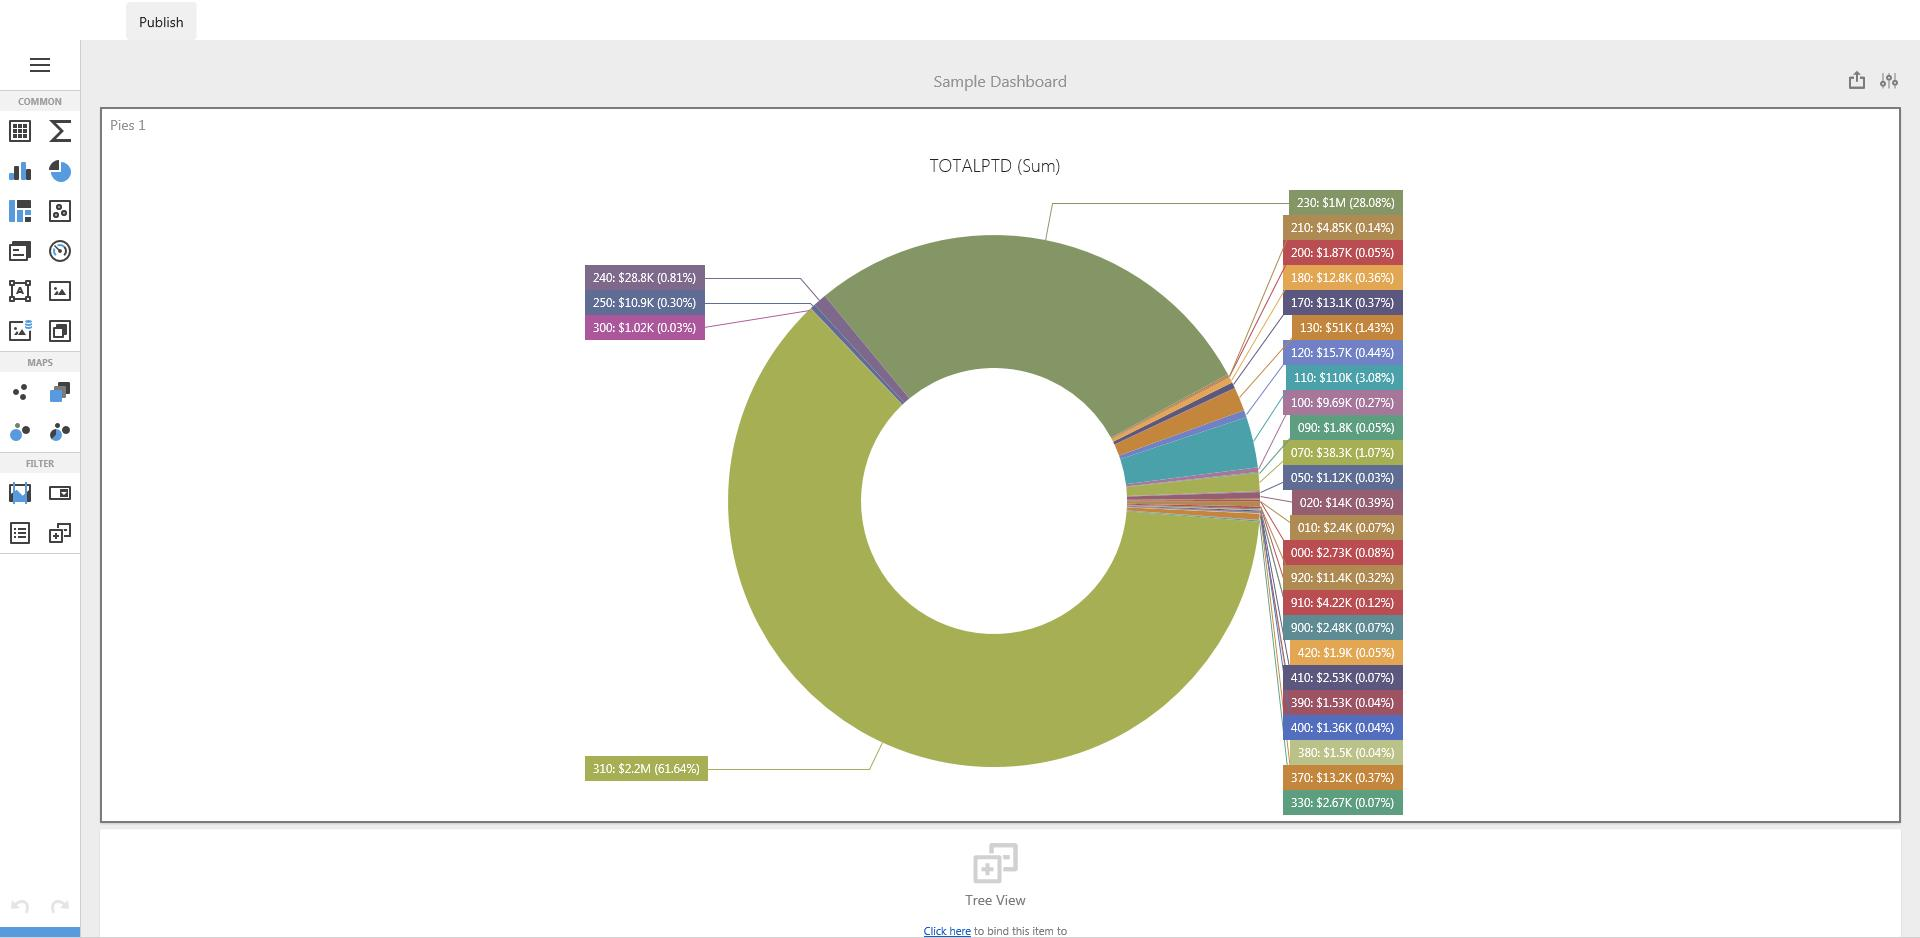 Publish
Sample Dashboard
COMMON
MAPS
FILTER
Pies 1
TOTALPTD (Sum)
240: $28.8K (0.81%)
250: $10.9K (0.30%)
300: $1.02K (0.03%)
310: $2.2M (61.64%)
230: $1M (28.08%)
210: $4.85K (0.14%)
200: $1.87K (0.05%)
180: $12.8K (0.36%)
170: $13.1K (0.37%)
130: $51K (1.43%)
120: $15.7K (0.44%)
110: $110K (3.08%)
100: $9.69K (0.27%)
090: $1.8K (0.05%)
070: $38.3K (1.07%)
050: $1.12K (0.03%)
020: $14K (0.39%)
010: $2.4K (0.07%)
000: $2.73K (0.08%)
920: $11.4K (0.32%)
910: $4.22K (0.12%)
900: $2.48K (0.07%)
420: $1.9K (0.05%)
410: $2.53K (0.07%)
390: $1.53K (0.04%)
400: $1.36K (0.04%)
380: $1.5K (0.04%)
370: $13.2K (0.37%)
330: $2.67K (0.07%)
Tree View
Click here to bind this item to